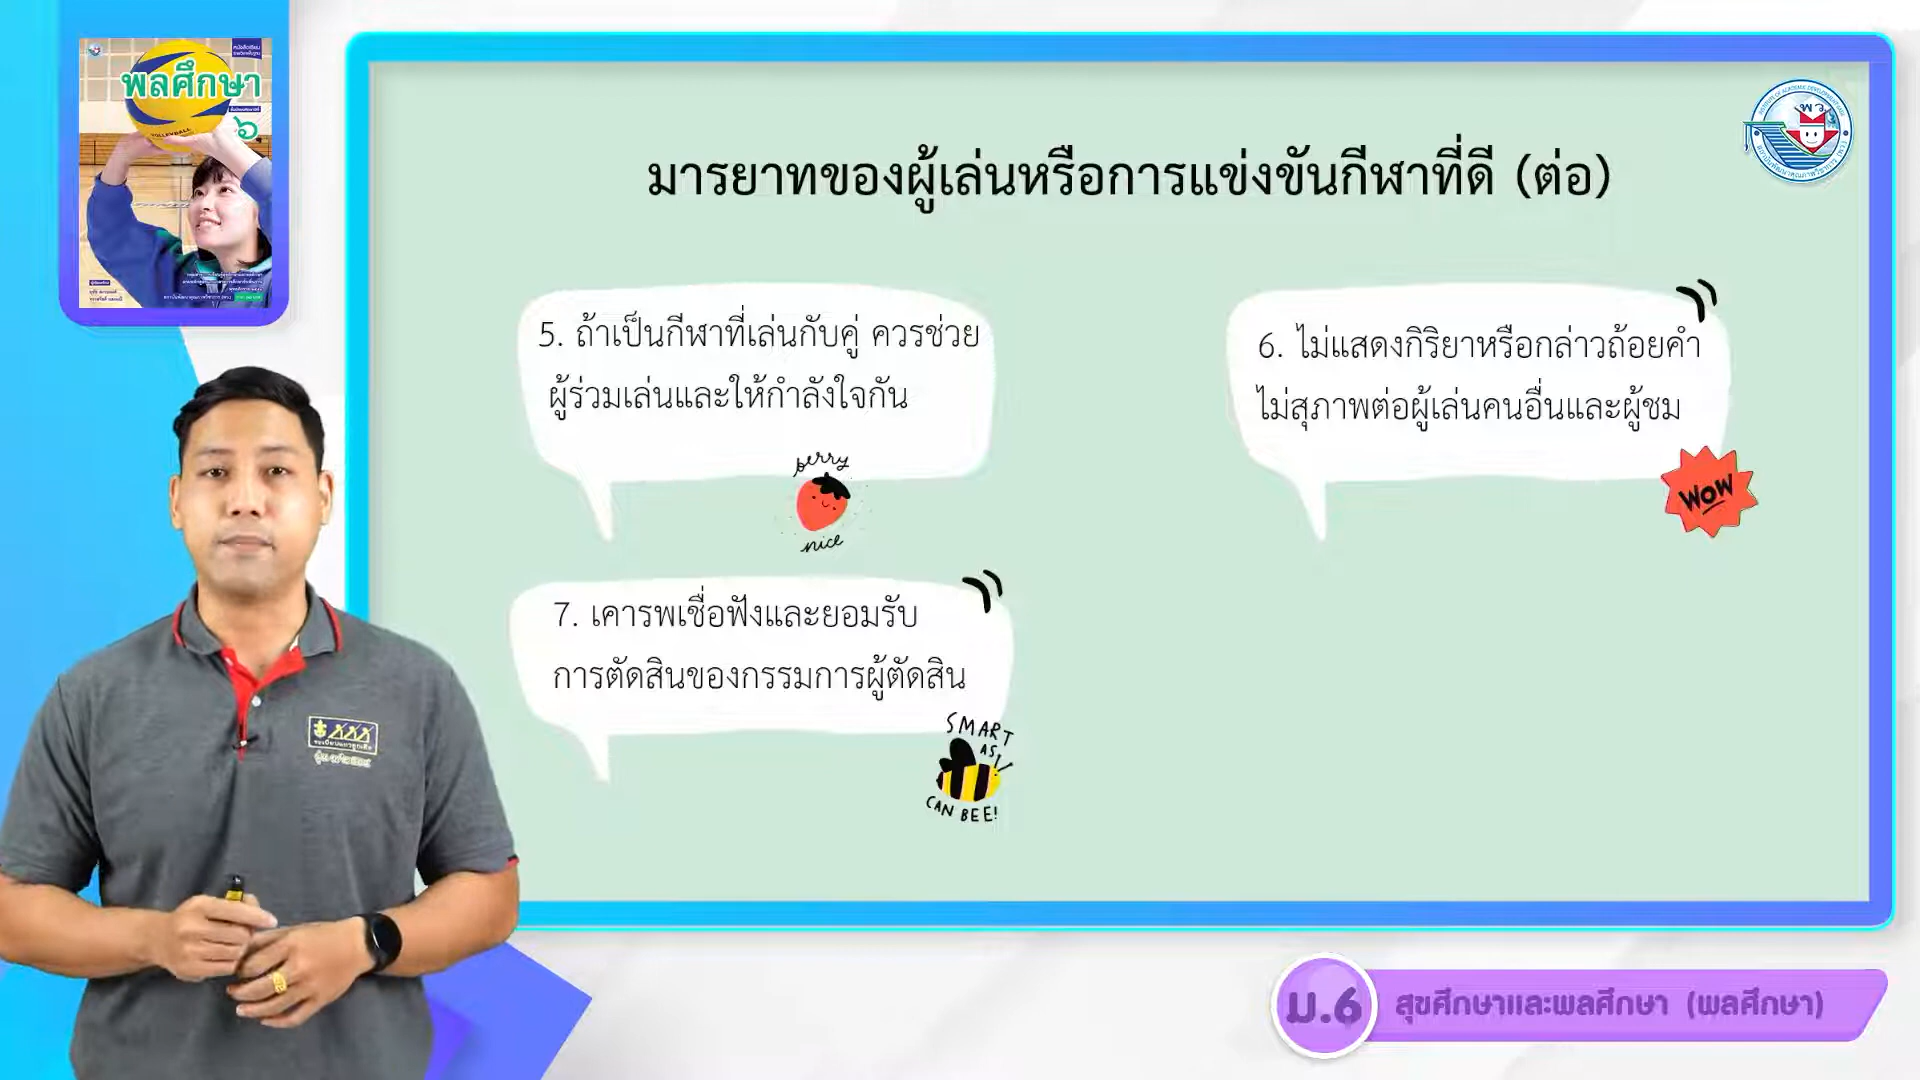 พลศึกษา
VOLLEYBALL
๖
มารยาทของผู้เล่นหรือการแข่งขันกีฬาที่ดี (ต่อ)
5. ถ้าเป็นกีฬาที่เล่นกับคู่ ควรช่วย
ผู้ร่วมเล่นและให้กำลังใจกัน
berry
nice
6. ไม่แสดงกิริยาหรือกล่าวถ้อยคำ
ไม่สุภาพต่อผู้เล่นคนอื่นและผู้ชม
WOW
7. เคารพเชื่อฟังและยอมรับ
การตัดสินของกรรมการผู้ตัดสิน
SMART
AS
CAN BEE!
พว.
ม.6 สุขศึกษาและพลศึกษา (พลศึกษา)